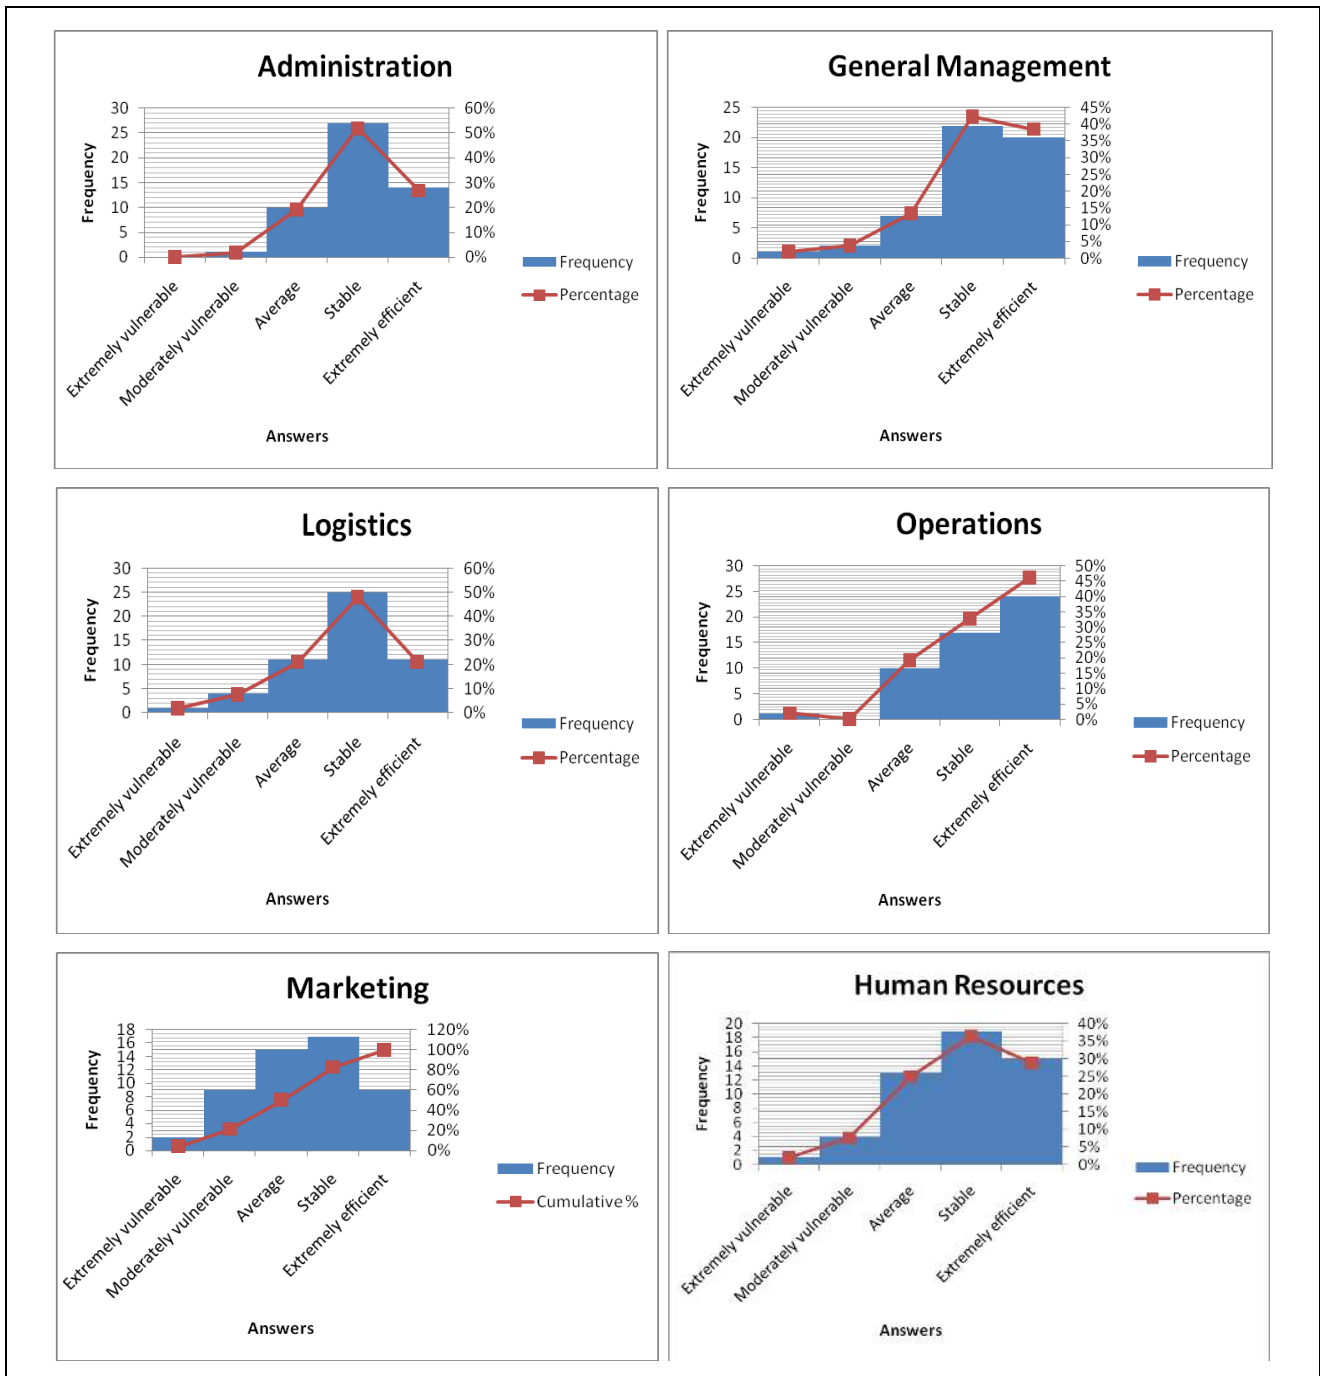 Administration
Frequency
30
25
20
15
10
5
0
60%
50%
40%
30%
20%
10%
0%
Extremely vulnerable
Moderately vulnerable
Average
Stable
Extremely efficient
Answers
Frequency
Percentage
General Management
Frequency
25
20
15
10
5
0
45%
40%
35%
30%
25%
20%
15%
10%
5%
0%
Extremely vulnerable
Moderately vulnerable
Average
Stable
Extremely efficient
Answers
Frequency
Percentage
Logistics
Frequency
30
25
20
15
10
5
0
60%
50%
40%
30%
20%
10%
0%
Extremely vulnerable
Moderately vulnerable
Average
Stable
Extremely efficient
Answers
Frequency
Percentage
Operations
Frequency
30
25
20
15
10
5
0
50%
45%
40%
35%
30%
25%
20%
15%
10%
5%
0%
Extremely vulnerable
Moderately vulnerable
Average
Stable
Extremely efficient
Answers
Frequency
Percentage
Marketing
Frequency
18
16
14
12
10
8
6
4
2
0
120%
100%
80%
60%
40%
20%
0%
Extremely vulnerable
Moderately vulnerable
Average
Stable
Extremely efficient
Answers
Frequency
Cumulative %
Human Resources
Frequency
20
18
16
14
12
10
8
6
4
2
0
40%
35%
30%
25%
20%
15%
10%
5%
0%
Extremely vulnerable
Moderately vulnerable
Average
Stable
Extremely efficient
Answers
Frequency
Percentage